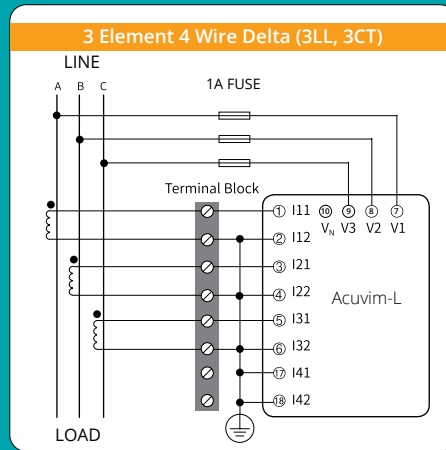 3 Element 4 Wire Delta (3LL, 3CT)
LINE
A B C
1A FUSE
Terminal Block
① I11 ⑩ ⑨ ⑧ ⑦
② I12 VN V3 V2 V1
③ I21
④ I22 Acuvim-L
⑤ I31
⑥ I32
⑰ I41
⑱ I42
LOAD